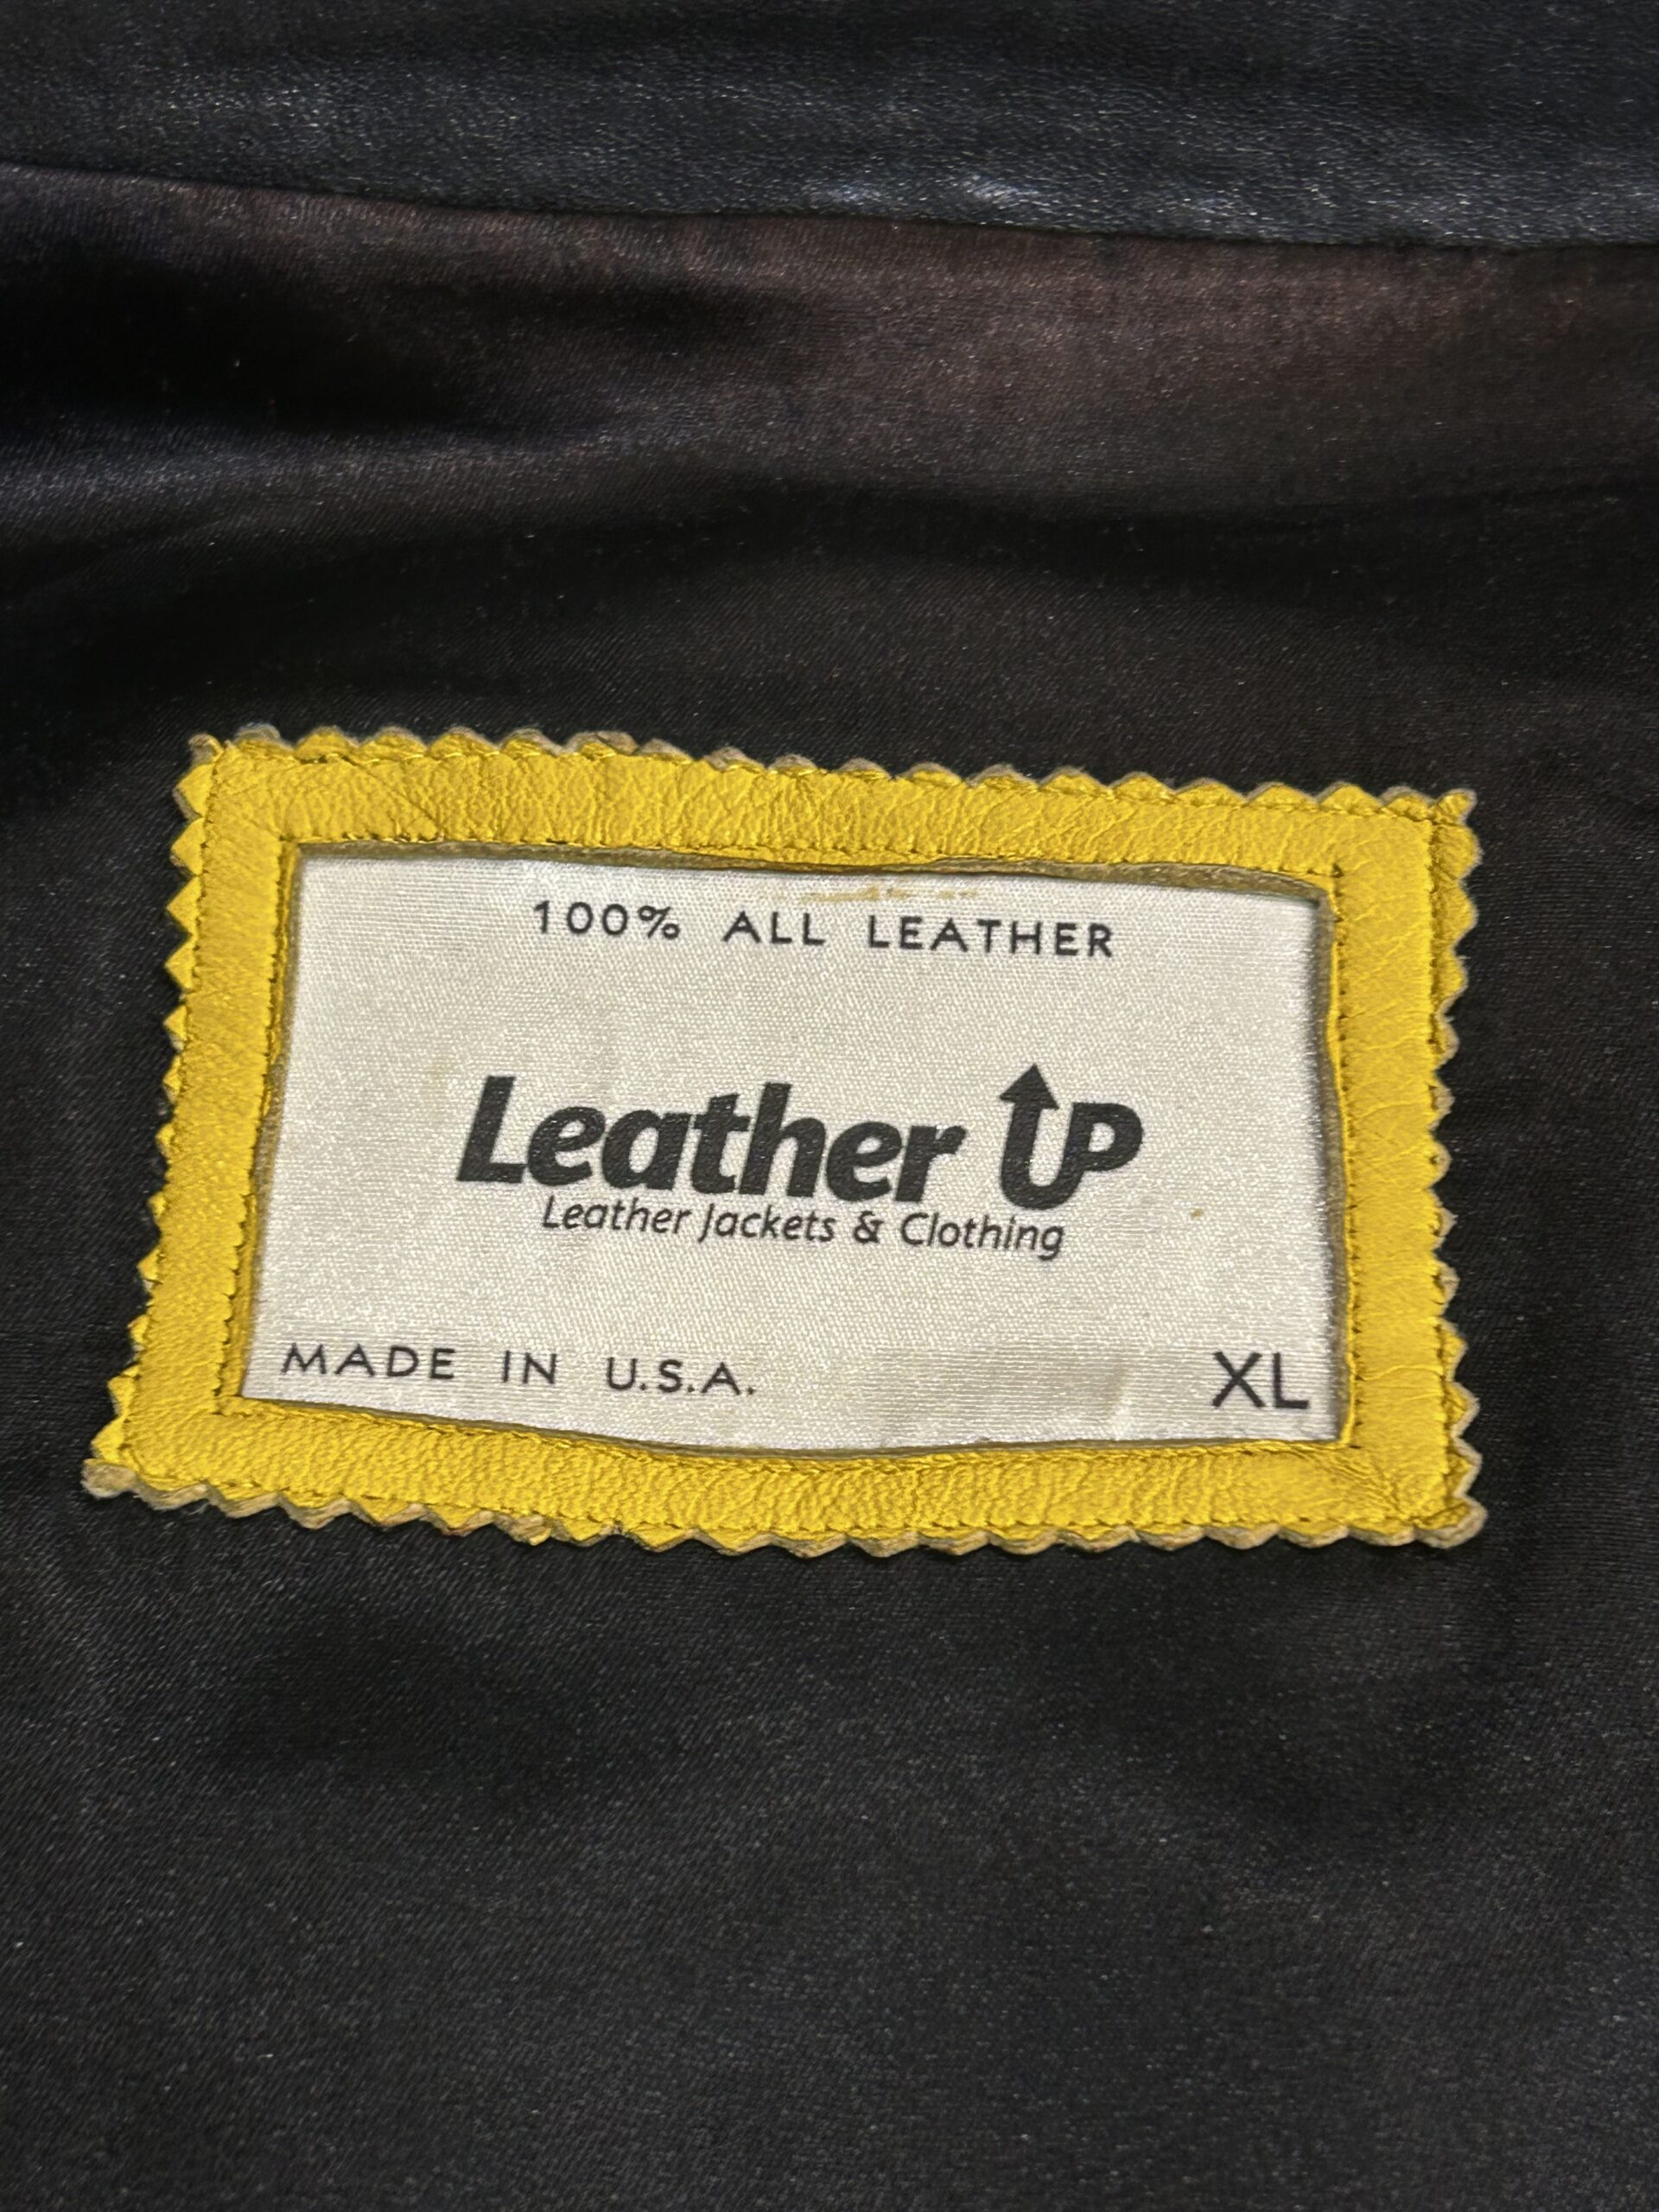 100% ALL LEATHER
Leather UP
Leather Jackets & Clothing
MADE IN U.S.A. XL